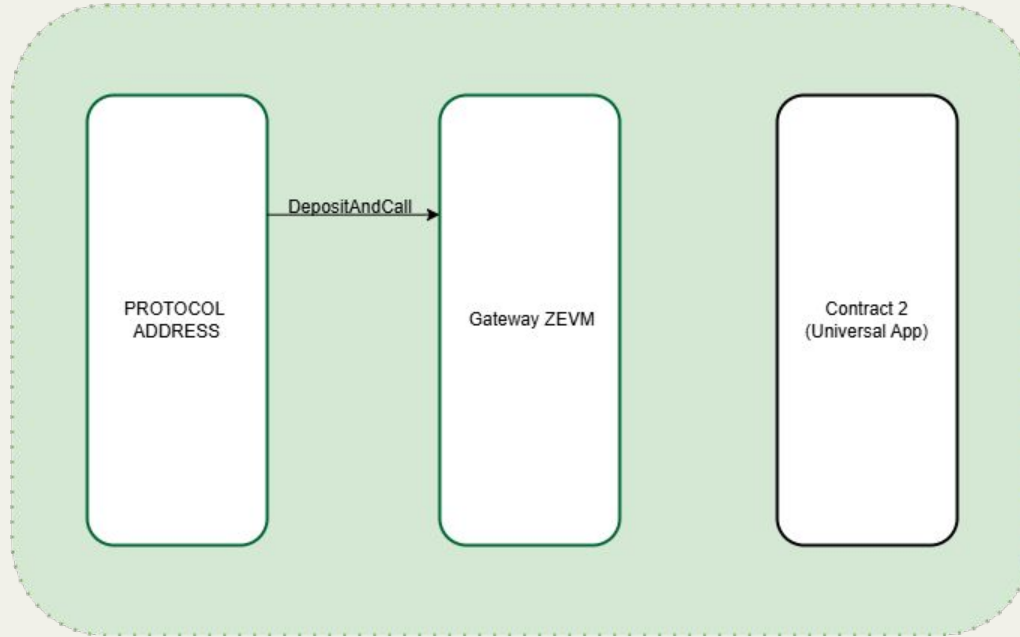 DepositAndCall
PROTOCOL
ADDRESS
Gateway ZEVM
Contract 2
(Universal App)